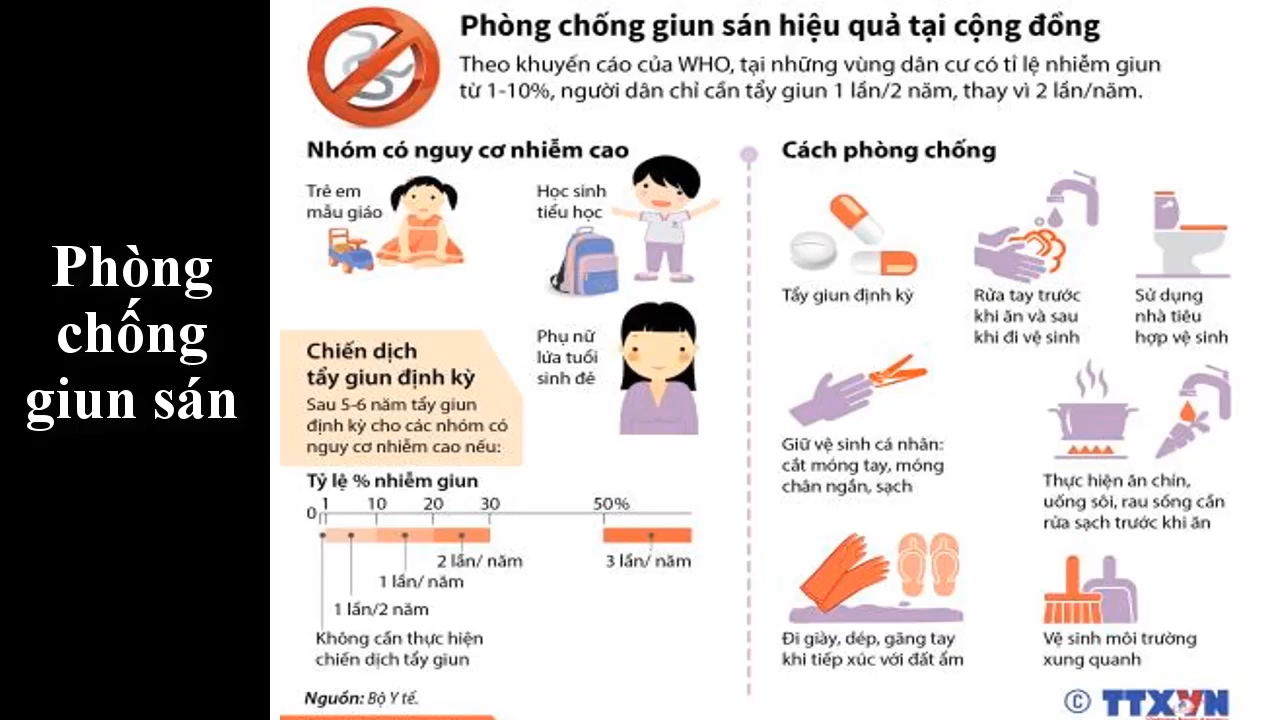 Phòng
chống
giun sán
Phòng chống giun sán hiệu quả tại cộng đồng
Theo khuyến cáo của WHO, tại những vùng dân cư có tỉ lệ nhiễm giun
từ 1-10%, người dân chỉ cần tẩy giun 1 lần/2 năm, thay vì 2 lần/năm.
Nhóm có nguy cơ nhiễm cao
Trẻ em
mẫu giáo
Học sinh
tiểu học
Phụ nữ
lứa tuổi
sinh đẻ
Chiến dịch
tẩy giun định kỳ
Sau 5-6 năm tẩy giun
định kỳ cho các nhóm có
nguy cơ nhiễm cao nếu:
Tỷ lệ % nhiễm giun
0 1 10 20 30 50%
2 lần/ năm
3 lần/ năm
1 lần/ năm
1 lần/2 năm
Không cần thực hiện
chiến dịch tẩy giun
Nguồn: Bộ Y tế.
Cách phòng chống
Tẩy giun định kỳ
Rửa tay trước
khi ăn và sau
khi đi vệ sinh
Sử dụng
nhà tiêu
hợp vệ sinh
Giữ vệ sinh cá nhân:
cắt móng tay, móng
chân ngắn, sạch
Thực hiện ăn chín,
uống sôi, rau sống cần
rửa sạch trước khi ăn
Đi giày, dép, găng tay
khi tiếp xúc với đất ẩm
Vệ sinh môi trường
xung quanh
© TTXVN